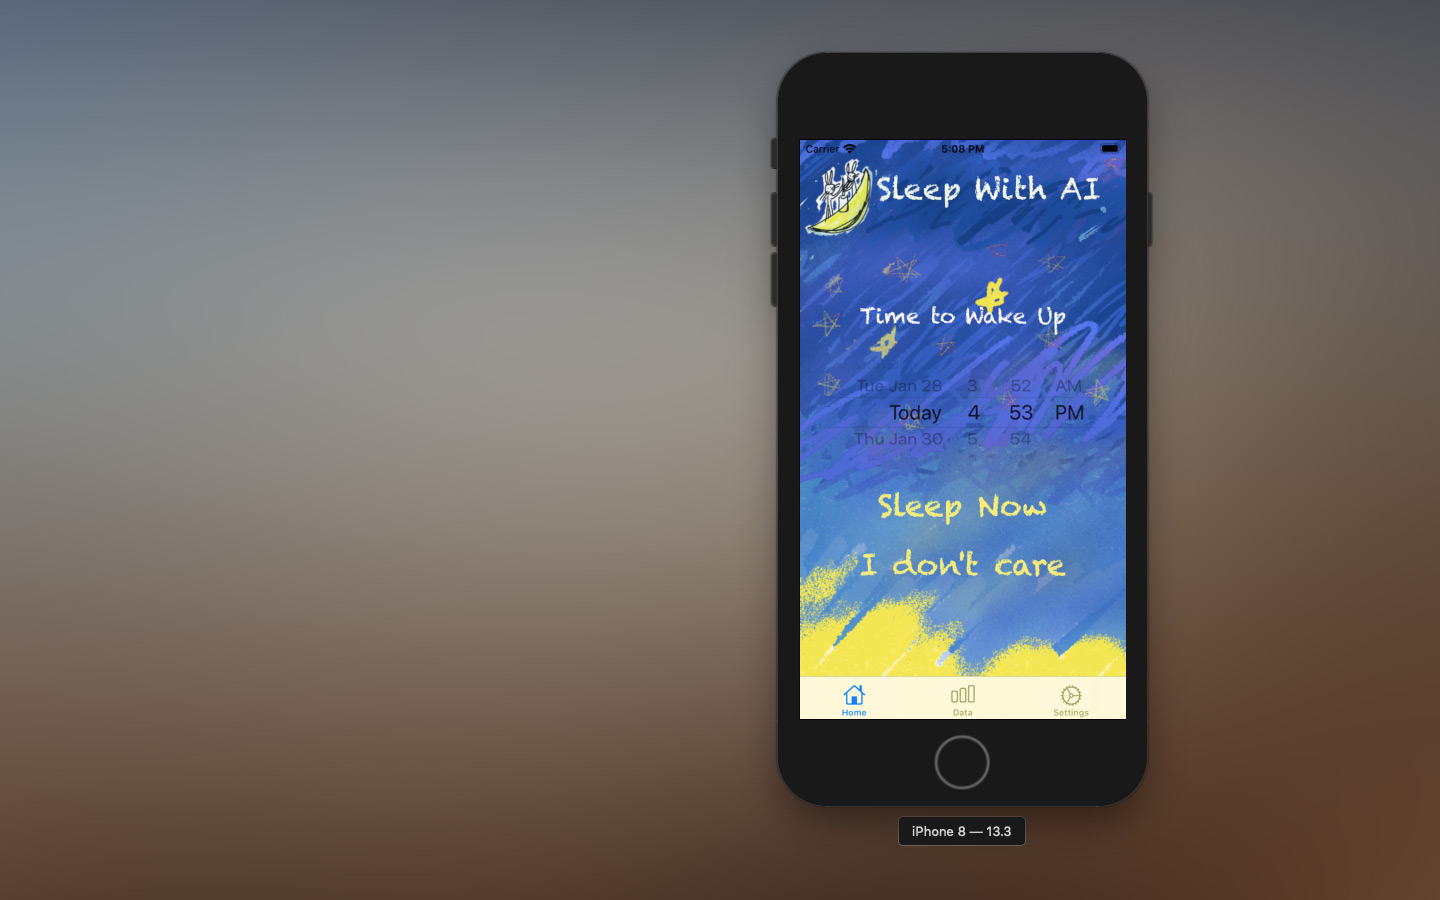 Carrier 5:08 PM
Sleep With AI
Time to Wake Up
Tue Jan 28 3 52 AM
Today 4 53 PM
Thu Jan 30 5 54
Sleep Now
I don't care
Home Data Settings
iPhone 8 — 13.3